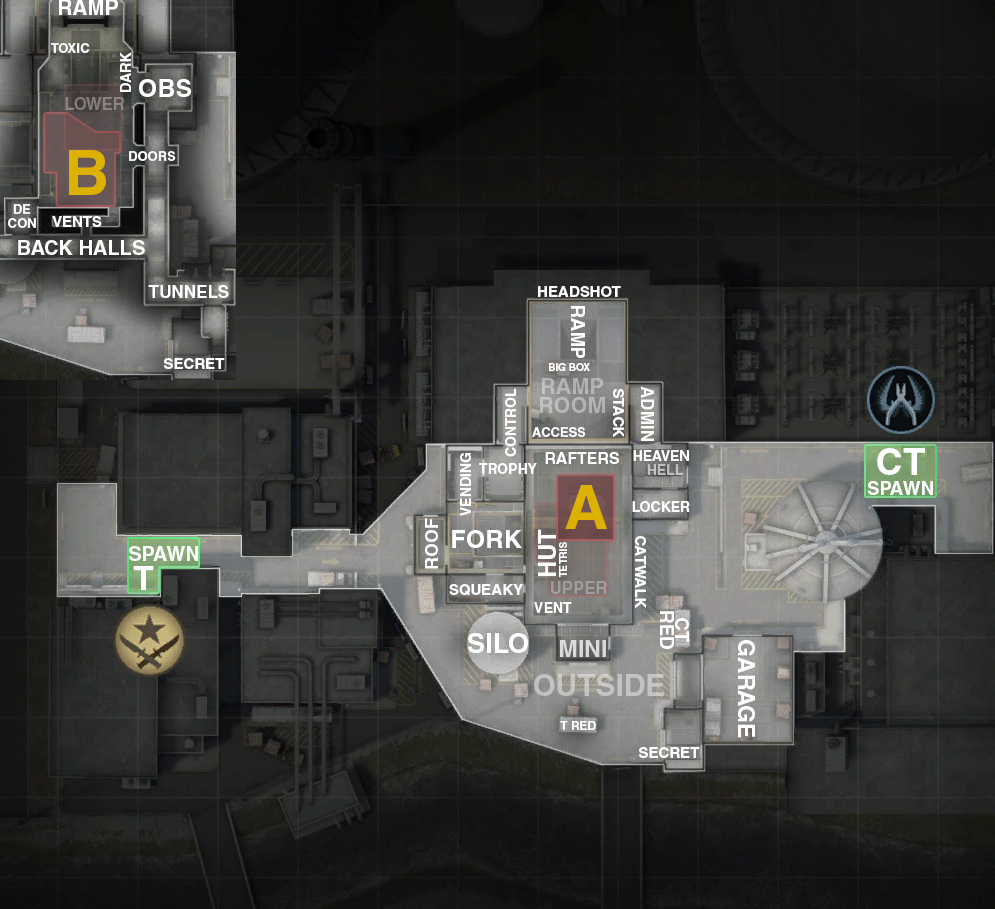 RAMP
TOXIC
DARK
OBS
LOWER
DOORS
B
DE
CON
VENTS
BACK HALLS
TUNNELS
SECRET
HEADSHOT
RAMP
BIG BOX
RAMP
ROOM
CONTROL
STACK
ADMIN
ACCESS
RAFTERS
HEAVEN
HELL
TROPHY
VENDING
A
LOCKER
CT
SPAWN
ROOF
FORK
HUT
TETRIS
CATWALK
SPAWN
T
SQUEAKY
UPPER
VENT
SILO
MINI
CT
RED
GARAGE
OUTSIDE
T RED
SECRET